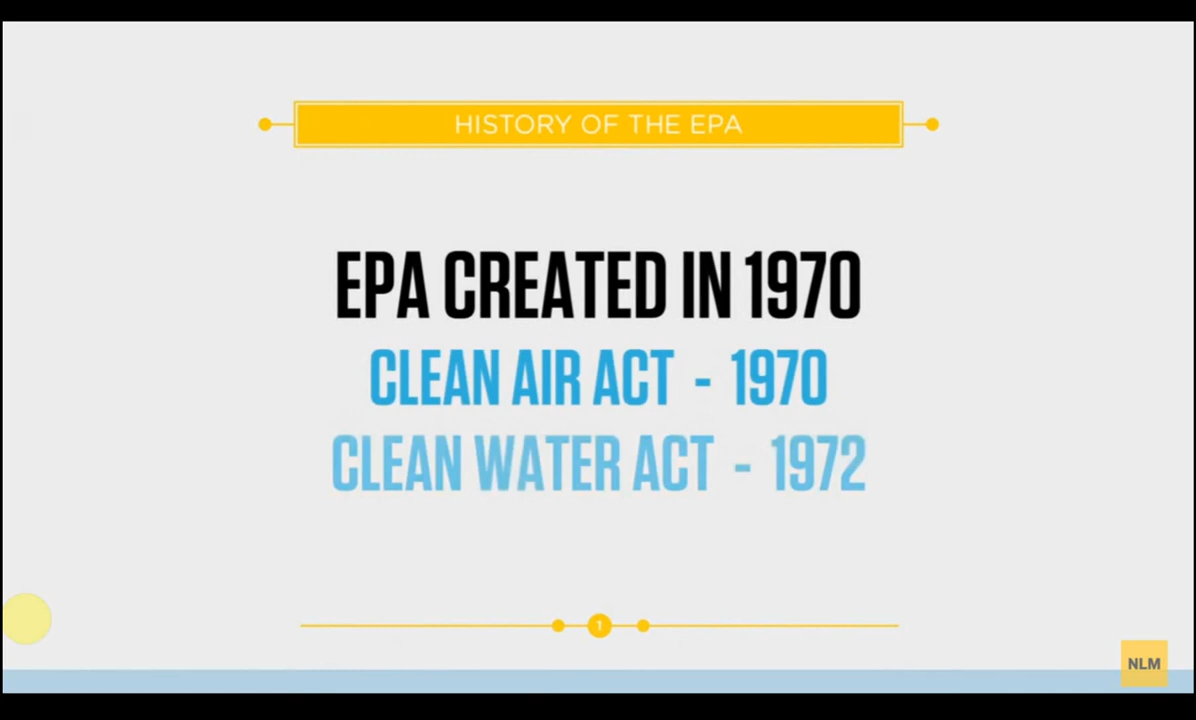 HISTORY OF THE EPA
EPA CREATED IN 1970
CLEAN AIR ACT - 1970
CLEAN WATER ACT - 1972
1
NLM